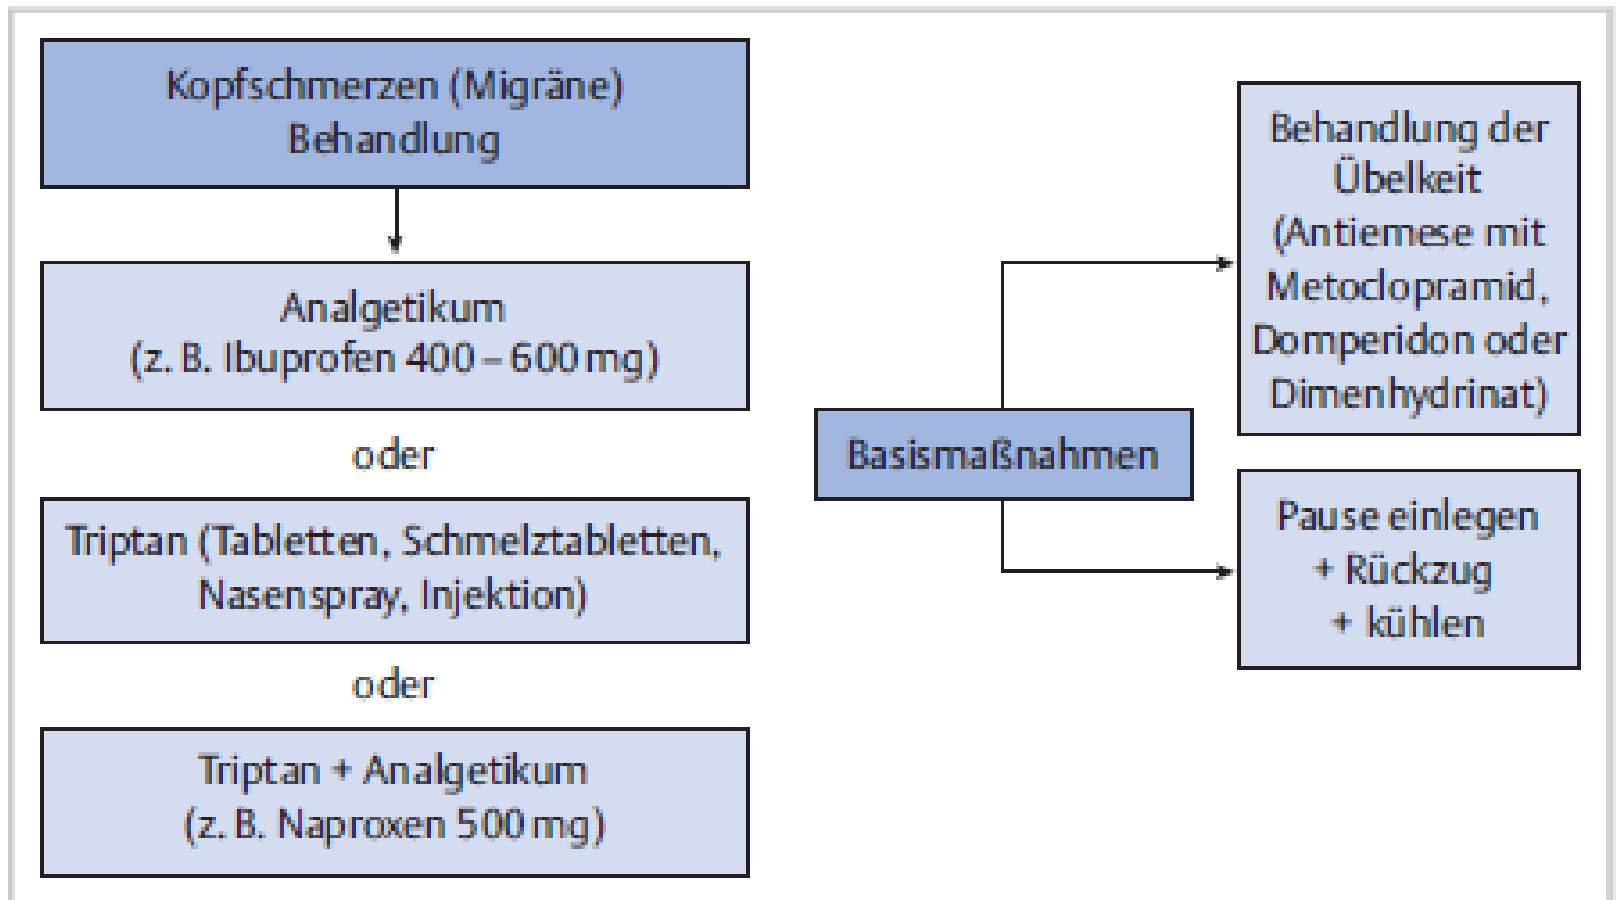 Kopfschmerzen (Migräne)
Behandlung
Analgetikum
(z. B. Ibuprofen 400 – 600 mg)
oder
Triptan (Tabletten, Schmelztabletten,
Nasenspray, Injektion)
oder
Triptan + Analgetikum
(z. B. Naproxen 500 mg)
Basismaßnahmen
Behandlung der
Übelkeit
(Antiemese mit
Metoclopramid,
Domperidon oder
Dimenhydrinat)
Pause einlegen
+ Rückzug
+ kühlen